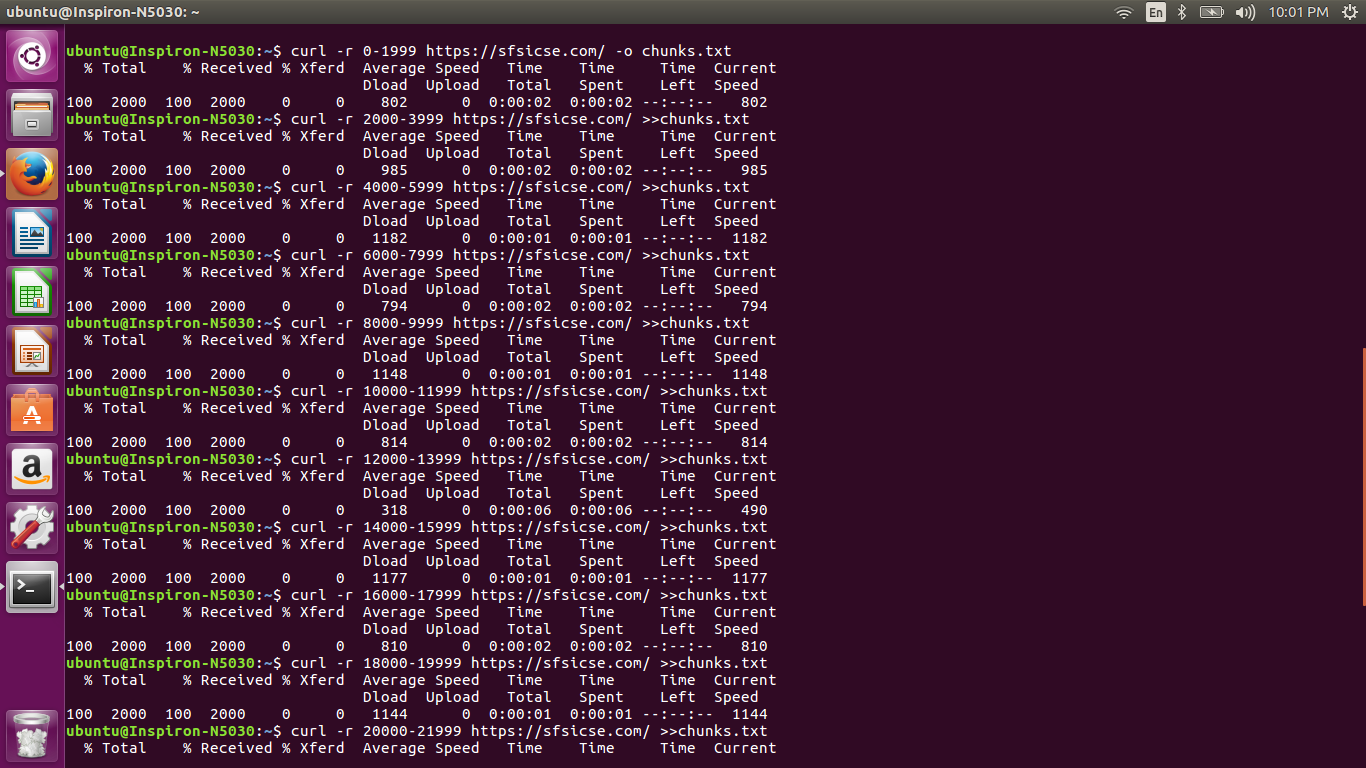 ubuntu@Inspiron-N5030: ~ En 10:01 PM
ubuntu@Inspiron-N5030:~$ curl -r 0-1999 https://sfsicse.com/ -o chunks.txt
% Total % Received % Xferd Average Speed Time Time Time Current
Dload Upload Total Spent Left Speed
100 2000 100 2000 0 0 802 0 0:00:02 0:00:02 --:--:-- 802
ubuntu@Inspiron-N5030:~$ curl -r 2000-3999 https://sfsicse.com/ >>chunks.txt
% Total % Received % Xferd Average Speed Time Time Time Current
Dload Upload Total Spent Left Speed
100 2000 100 2000 0 0 985 0 0:00:02 0:00:02 --:--:-- 985
ubuntu@Inspiron-N5030:~$ curl -r 4000-5999 https://sfsicse.com/ >>chunks.txt
% Total % Received % Xferd Average Speed Time Time Time Current
Dload Upload Total Spent Left Speed
100 2000 100 2000 0 0 1182 0 0:00:01 0:00:01 --:--:-- 1182
ubuntu@Inspiron-N5030:~$ curl -r 6000-7999 https://sfsicse.com/ >>chunks.txt
% Total % Received % Xferd Average Speed Time Time Time Current
Dload Upload Total Spent Left Speed
100 2000 100 2000 0 0 794 0 0:00:02 0:00:02 --:--:-- 794
ubuntu@Inspiron-N5030:~$ curl -r 8000-9999 https://sfsicse.com/ >>chunks.txt
% Total % Received % Xferd Average Speed Time Time Time Current
Dload Upload Total Spent Left Speed
100 2000 100 2000 0 0 1148 0 0:00:01 0:00:01 --:--:-- 1148
ubuntu@Inspiron-N5030:~$ curl -r 10000-11999 https://sfsicse.com/ >>chunks.txt
% Total % Received % Xferd Average Speed Time Time Time Current
Dload Upload Total Spent Left Speed
100 2000 100 2000 0 0 814 0 0:00:02 0:00:02 --:--:-- 814
ubuntu@Inspiron-N5030:~$ curl -r 12000-13999 https://sfsicse.com/ >>chunks.txt
% Total % Received % Xferd Average Speed Time Time Time Current
Dload Upload Total Spent Left Speed
100 2000 100 2000 0 0 318 0 0:00:06 0:00:06 --:--:-- 490
ubuntu@Inspiron-N5030:~$ curl -r 14000-15999 https://sfsicse.com/ >>chunks.txt
% Total % Received % Xferd Average Speed Time Time Time Current
Dload Upload Total Spent Left Speed
100 2000 100 2000 0 0 1177 0 0:00:01 0:00:01 --:--:-- 1177
ubuntu@Inspiron-N5030:~$ curl -r 16000-17999 https://sfsicse.com/ >>chunks.txt
% Total % Received % Xferd Average Speed Time Time Time Current
Dload Upload Total Spent Left Speed
100 2000 100 2000 0 0 810 0 0:00:02 0:00:02 --:--:-- 810
ubuntu@Inspiron-N5030:~$ curl -r 18000-19999 https://sfsicse.com/ >>chunks.txt
% Total % Received % Xferd Average Speed Time Time Time Current
Dload Upload Total Spent Left Speed
100 2000 100 2000 0 0 1144 0 0:00:01 0:00:01 --:--:-- 1144
ubuntu@Inspiron-N5030:~$ curl -r 20000-21999 https://sfsicse.com/ >>chunks.txt
% Total % Received % Xferd Average Speed Time Time Time Current